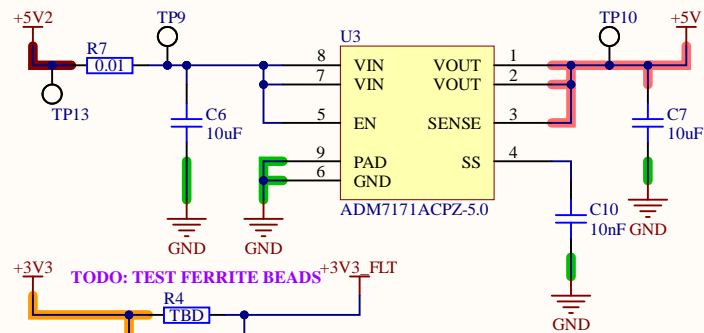 +5V2
TP9
U3
TP10
+5V
R7
0.01
TP13
C6
10uF
8
7
5
9
6
VIN
VIN
EN
PAD
GND
VOUT
VOUT
SENSE
SS
1
2
3
4
ADM7171ACPZ-5.0
C7
10uF
C10
10nF
GND
GND
GND
GND
+3V3
TODO: TEST FERRITE BEADS
+3V3_FLT
R4
TBD